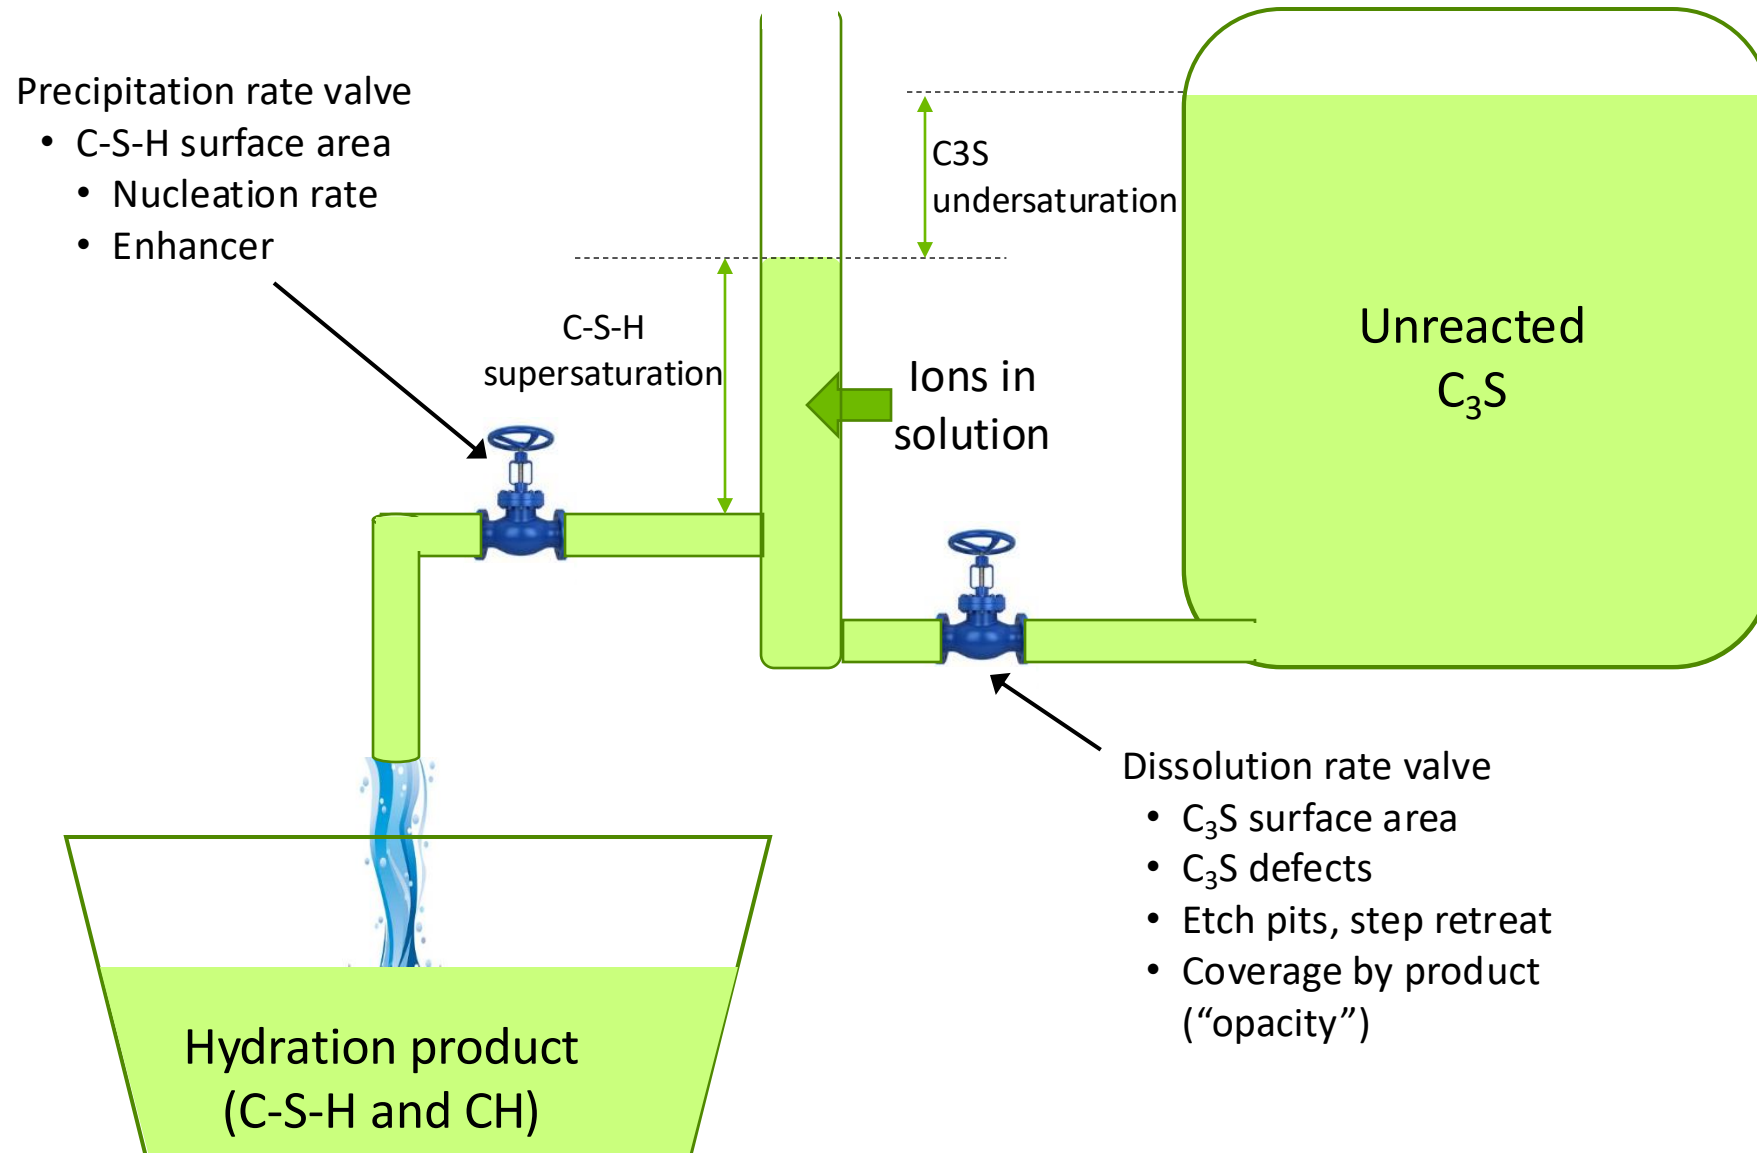 Precipitation rate valve
• C-S-H surface area
• Nucleation rate
• Enhancer
C3S
undersaturation
C-S-H
supersaturation
Ions in
solution
Unreacted
C₃S
Dissolution rate valve
• C₃S surface area
• C₃S defects
• Etch pits, step retreat
• Coverage by product
(“opacity”)
Hydration product
(C-S-H and CH)